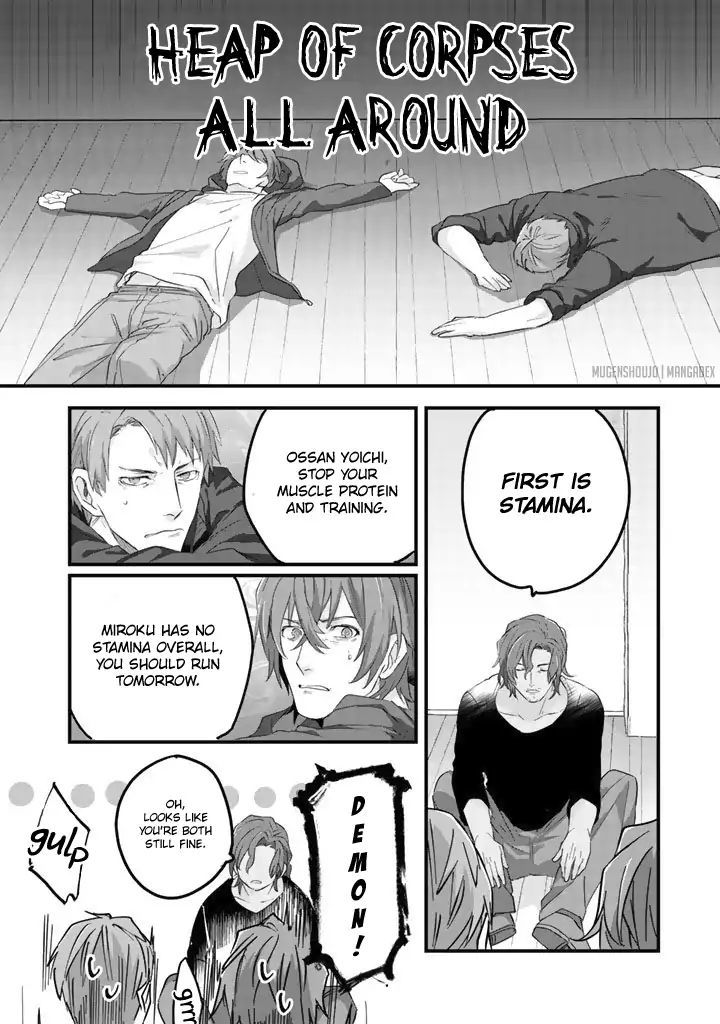 HEAP OF CORPSES
ALL AROUND
MUGENSHOUJO | MANGADEX
FIRST IS
STAMINA.
OSSAN YOICHI,
STOP YOUR
MUSCLE PROTEIN
AND TRAINING.
MIROKU HAS NO
STAMINA OVERALL,
YOU SHOULD RUN
TOMORROW.
DEMON!
OH,
LOOKS LIKE
YOU'RE BOTH
STILL FINE.
gulp
grrr